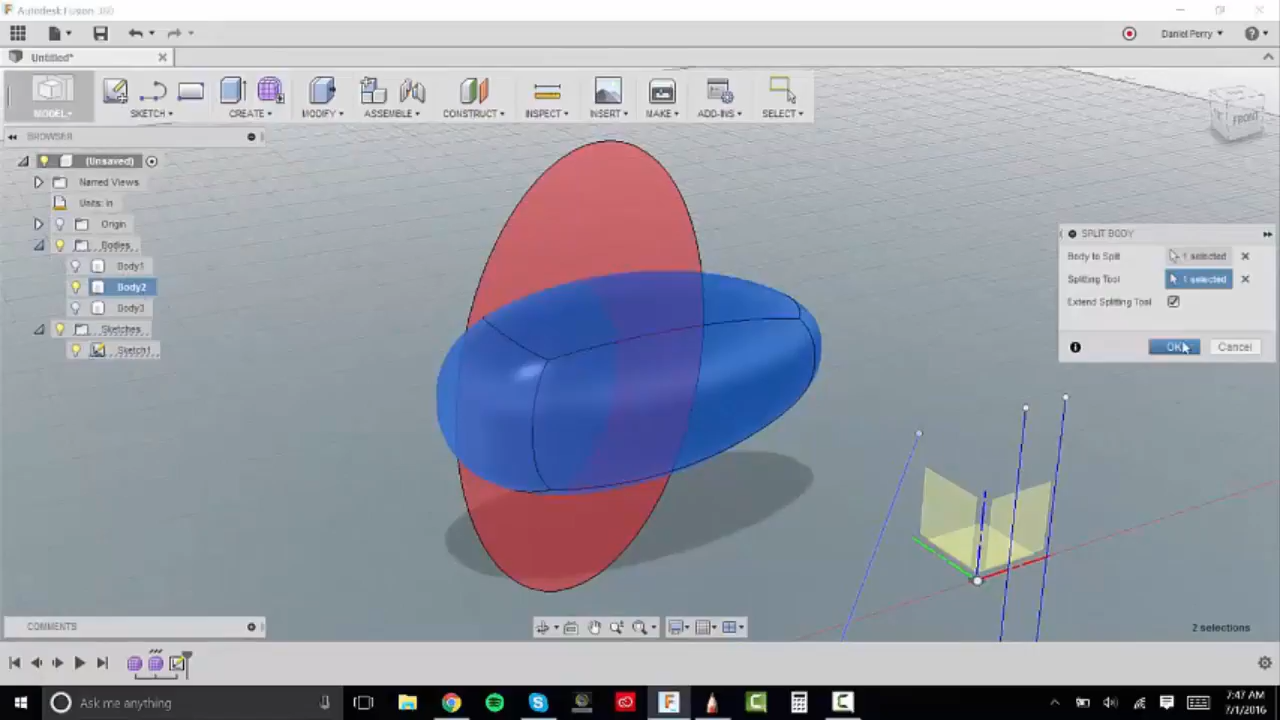 Autodesk Fusion 360
Daniel Perry
Untitled*
MODEL
SKETCH
CREATE
MODIFY
ASSEMBLE
CONSTRUCT
INSPECT
INSERT
MAKE
ADD-INS
SELECT
FRONT
BROWSER
(Unsaved)
Named Views
Units: in
Origin
Bodies
Body1
Body2
Body3
Sketches
Sketch1
SPLIT BODY
Body to Split 1 selected
Splitting Tool 1 selected
Extend Splitting Tool
OK Cancel
COMMENTS
2 selections
Ask me anything
7:47 AM
7/1/2016